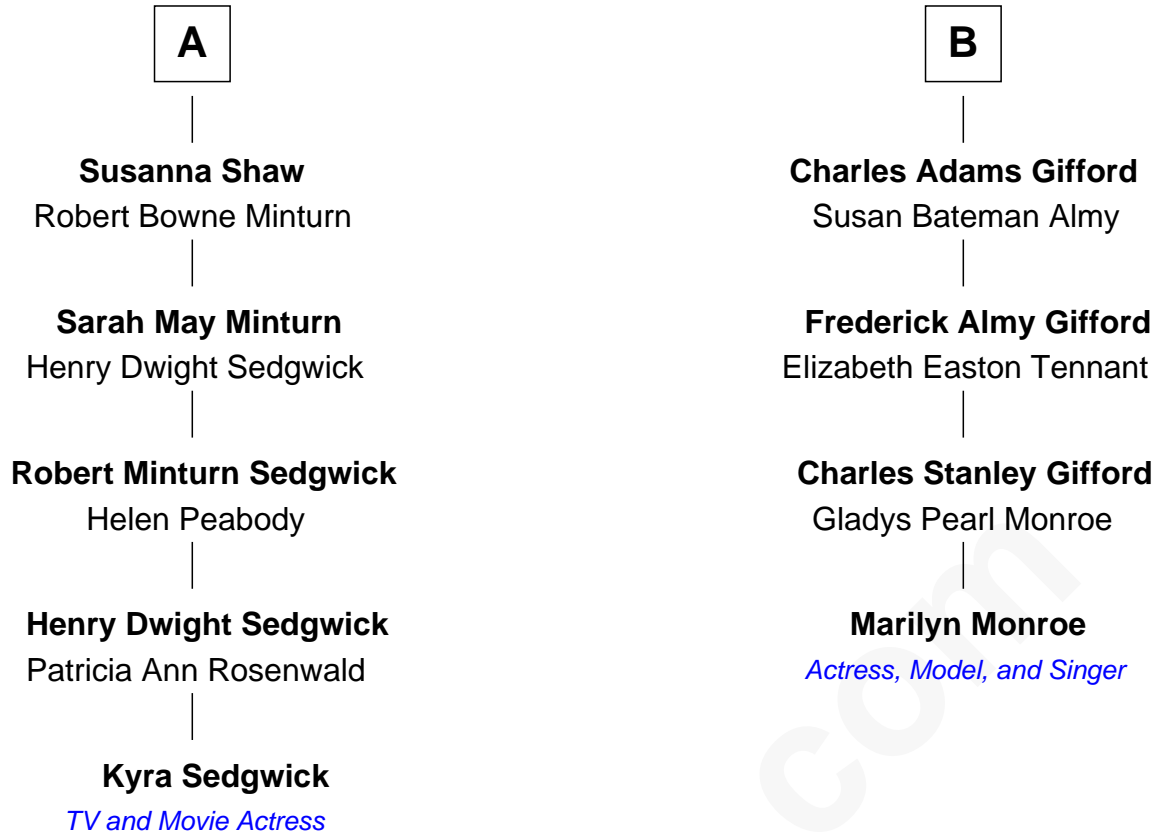 A
Susanna Shaw
Robert Bowne Minturn
Sarah May Minturn
Henry Dwight Sedgwick
Robert Minturn Sedgwick
Helen Peabody
Henry Dwight Sedgwick
Patricia Ann Rosenwald
Kyra Sedgwick
TV and Movie Actress
B
Charles Adams Gifford
Susan Bateman Almy
Frederick Almy Gifford
Elizabeth Easton Tennant
Charles Stanley Gifford
Gladys Pearl Monroe
Marilyn Monroe
Actress, Model, and Singer
com